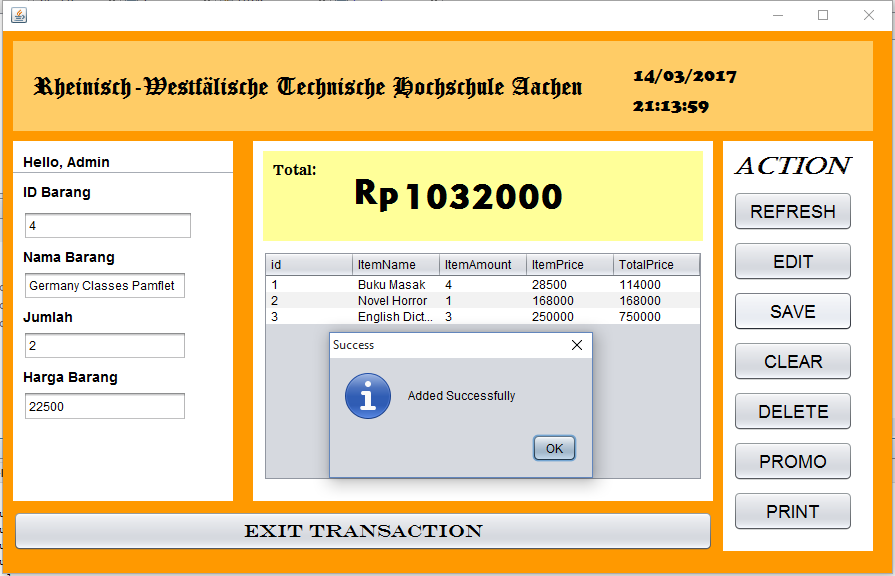 Rheinisch-Westfälische Technische Hochschule Aachen
14/03/2017
21:13:59
Hello, Admin
ID Barang
4
Nama Barang
Germany Classes Pamflet
Jumlah
2
Harga Barang
22500
Total:
Rp1032000
id ItemName ItemAmount ItemPrice TotalPrice
1 Buku Masak 4 28500 114000
2 Novel Horror 1 168000 168000
3 English Dict... 3 250000 750000
Success
Added Successfully
OK
ACTION
REFRESH
EDIT
SAVE
CLEAR
DELETE
PROMO
PRINT
EXIT TRANSACTION